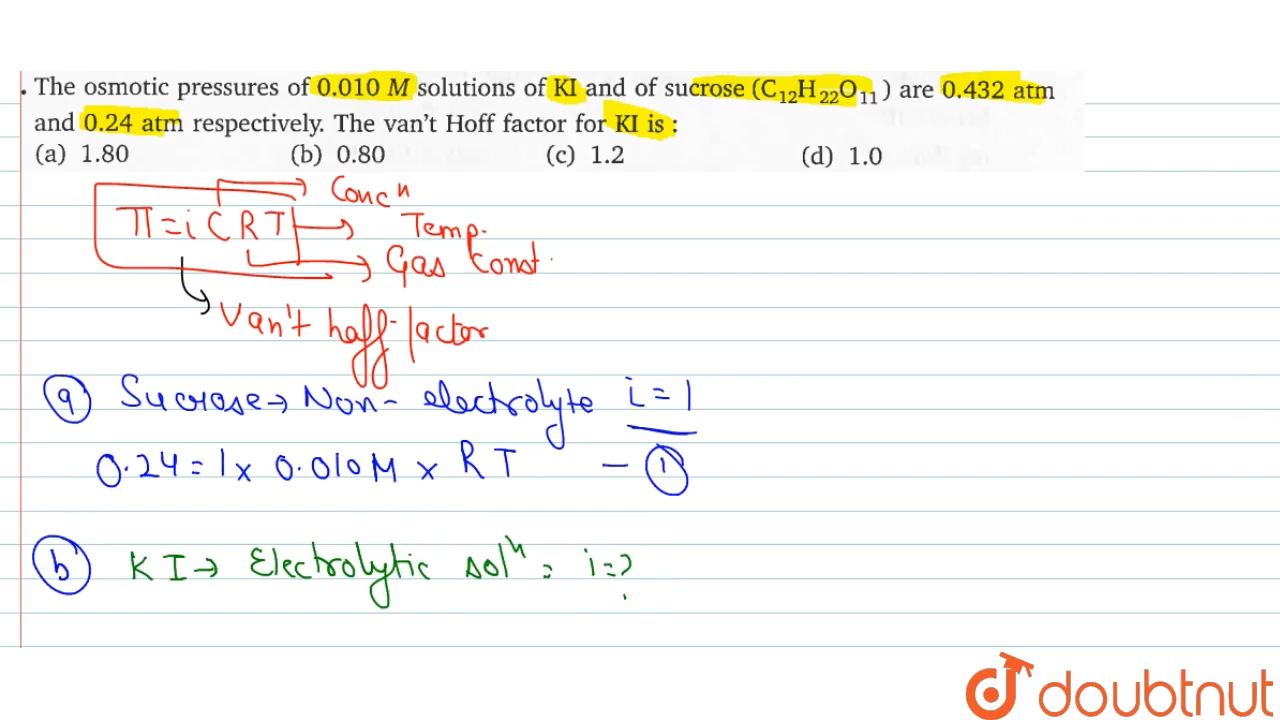 . The osmotic pressures of 0.010 M solutions of KI and of sucrose (C₁₂H₂₂O₁₁) are 0.432 atm
and 0.24 atm respectively. The van't Hoff factor for KI is :
(a) 1.80 (b) 0.80 (c) 1.2 (d) 1.0
Concⁿ
π = i C R T
Temp.
Gas Const.
Van't haff-factor
(a) Sucrose → Non-electrolyte i = 1
0.24 = 1 x 0.010 M x R T - (1)
(b) K I → Electrolytic solⁿ = i = ?
doubtnut